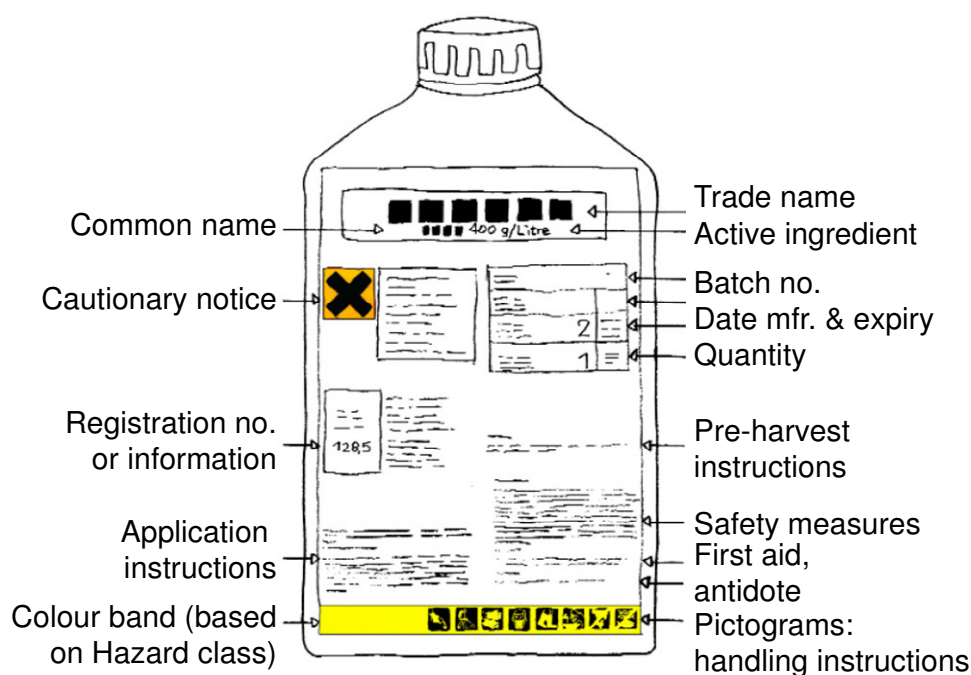 Trade name
Common name
400 g/Litre
Active ingredient
Cautionary notice
Batch no.
Date mfr. & expiry
2
Quantity
1
Registration no.
or information
128,5
Pre-harvest
instructions
Application
instructions
Safety measures
First aid,
antidote
Colour band (based
on Hazard class)
Pictograms:
handling instructions